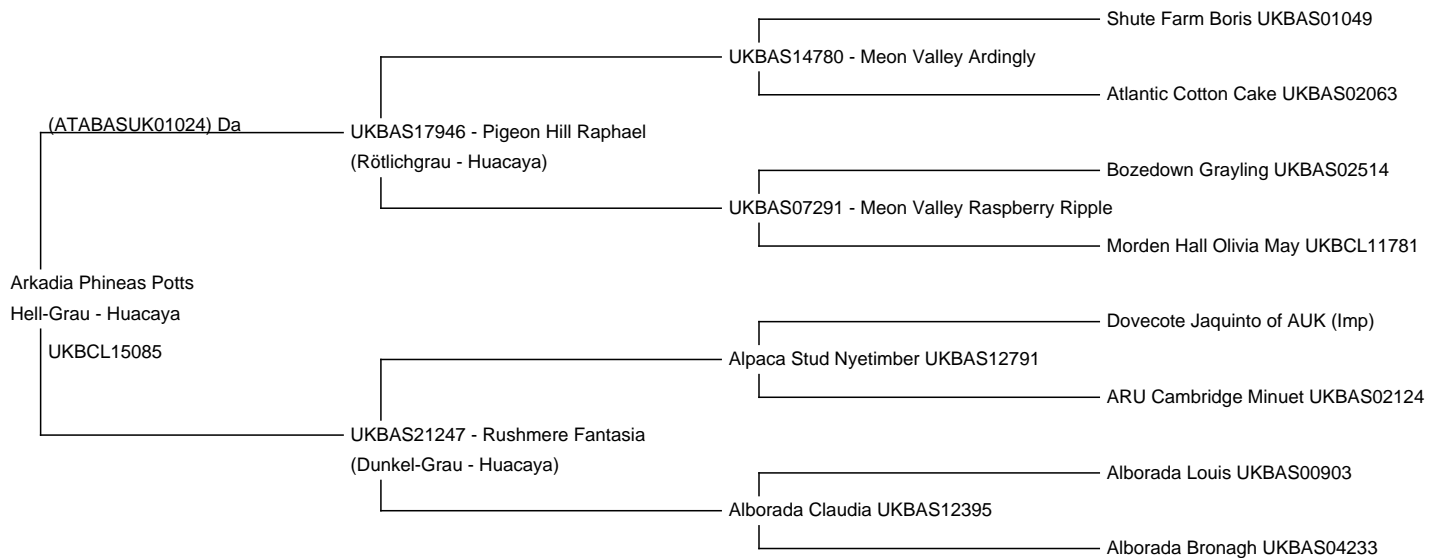 Shute Farm Boris UKBAS01049
UKBAS14780 - Meon Valley Ardingly
Atlantic Cotton Cake UKBAS02063
(ATABASUK01024) Da
UKBAS17946 - Pigeon Hill Raphael
(Rötlichgrau - Huacaya)
Bozedown Grayling UKBAS02514
UKBAS07291 - Meon Valley Raspberry Ripple
Morden Hall Olivia May UKBCL11781
Arkadia Phineas Potts
Hell-Grau - Huacaya
UKBCL15085
Dovecote Jaquinto of AUK (Imp)
Alpaca Stud Nyetimber UKBAS12791
ARU Cambridge Minuet UKBAS02124
UKBAS21247 - Rushmere Fantasia
(Dunkel-Grau - Huacaya)
Alborada Louis UKBAS00903
Alborada Claudia UKBAS12395
Alborada Bronagh UKBAS04233